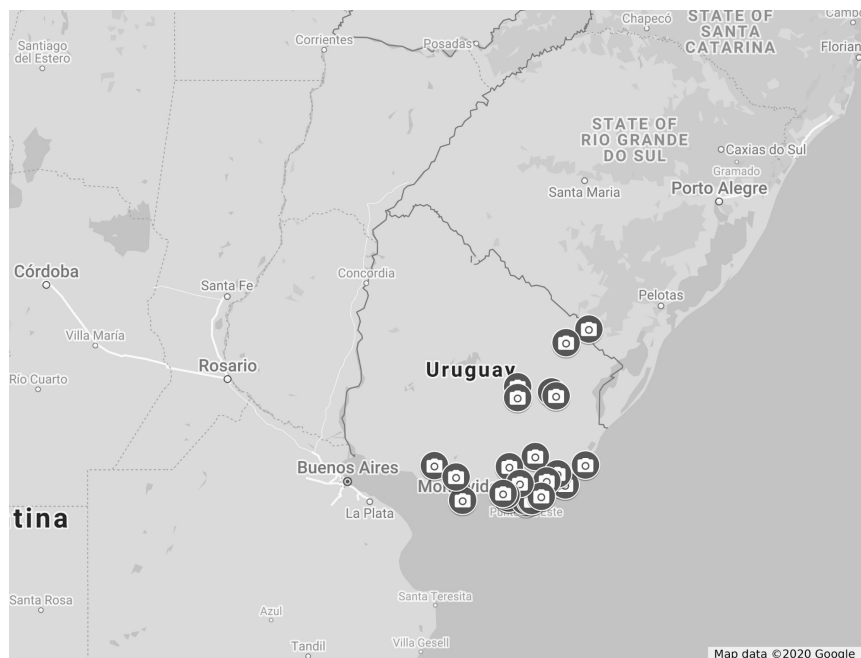 Chapecó
STATE OF
SANTA
CATARINA
Corrientes
Posadas
Santiago
del Estero
STATE OF
RIO GRANDE
DO SUL
Caxias do Sul
Gramado
Santa Maria
Porto Alegre
Córdoba
Concordia
Santa Fe
Pelotas
Villa María
Rosario
Uruguay
Río Cuarto
Buenos Aires
La Plata
tina
Santa Rosa
Azul
Santa Teresita
Tandil
Villa Gesell
Map data ©2020 Google